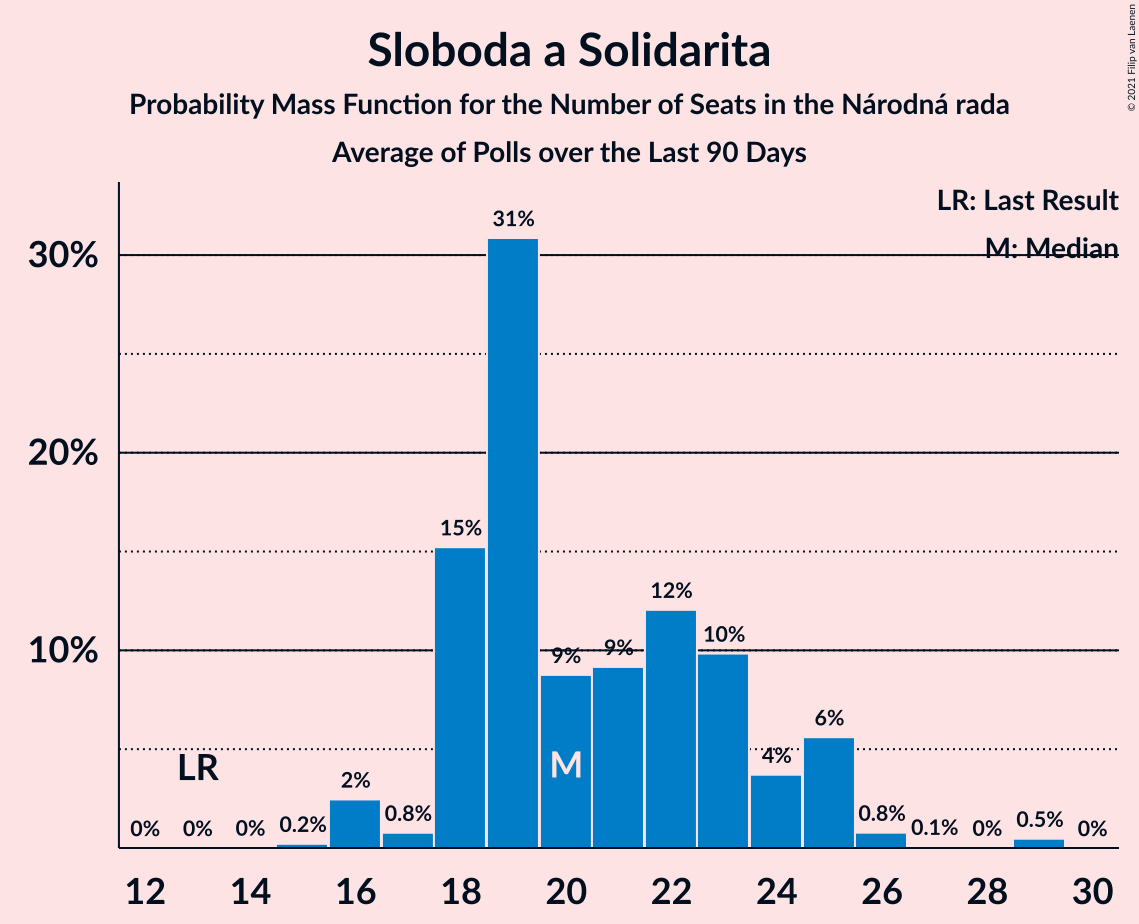 Sloboda a Solidarita
Probability Mass Function for the Number of Seats in the Národná rada
Average of Polls over the Last 90 Days
© 2021 Filip van Laenen
LR: Last Result
M: Median
30%
20%
10%
0%
0%
LR
0%
0.2%
2%
0.8%
15%
31%
9%
M
9%
12%
10%
4%
6%
0.8%
0.1%
0%
0.5%
0%
12 14 16 18 20 22 24 26 28 30